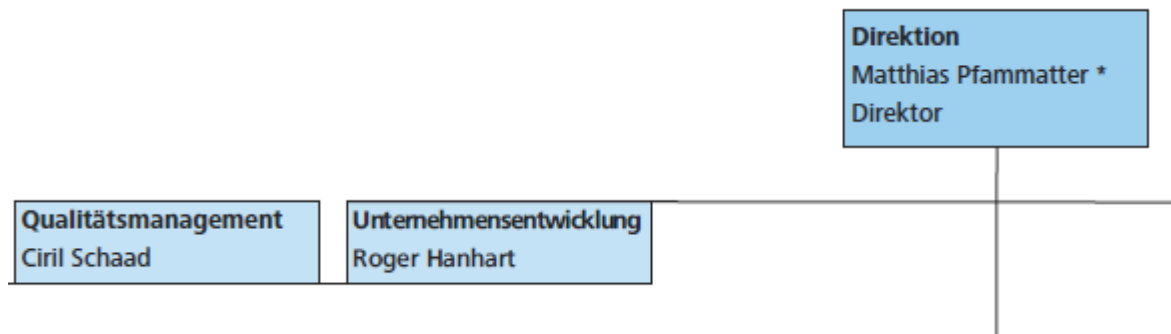 Direktion
Matthias Pfammatter *
Direktor
Qualitätsmanagement
Ciril Schaad
Unternehmensentwicklung
Roger Hanhart